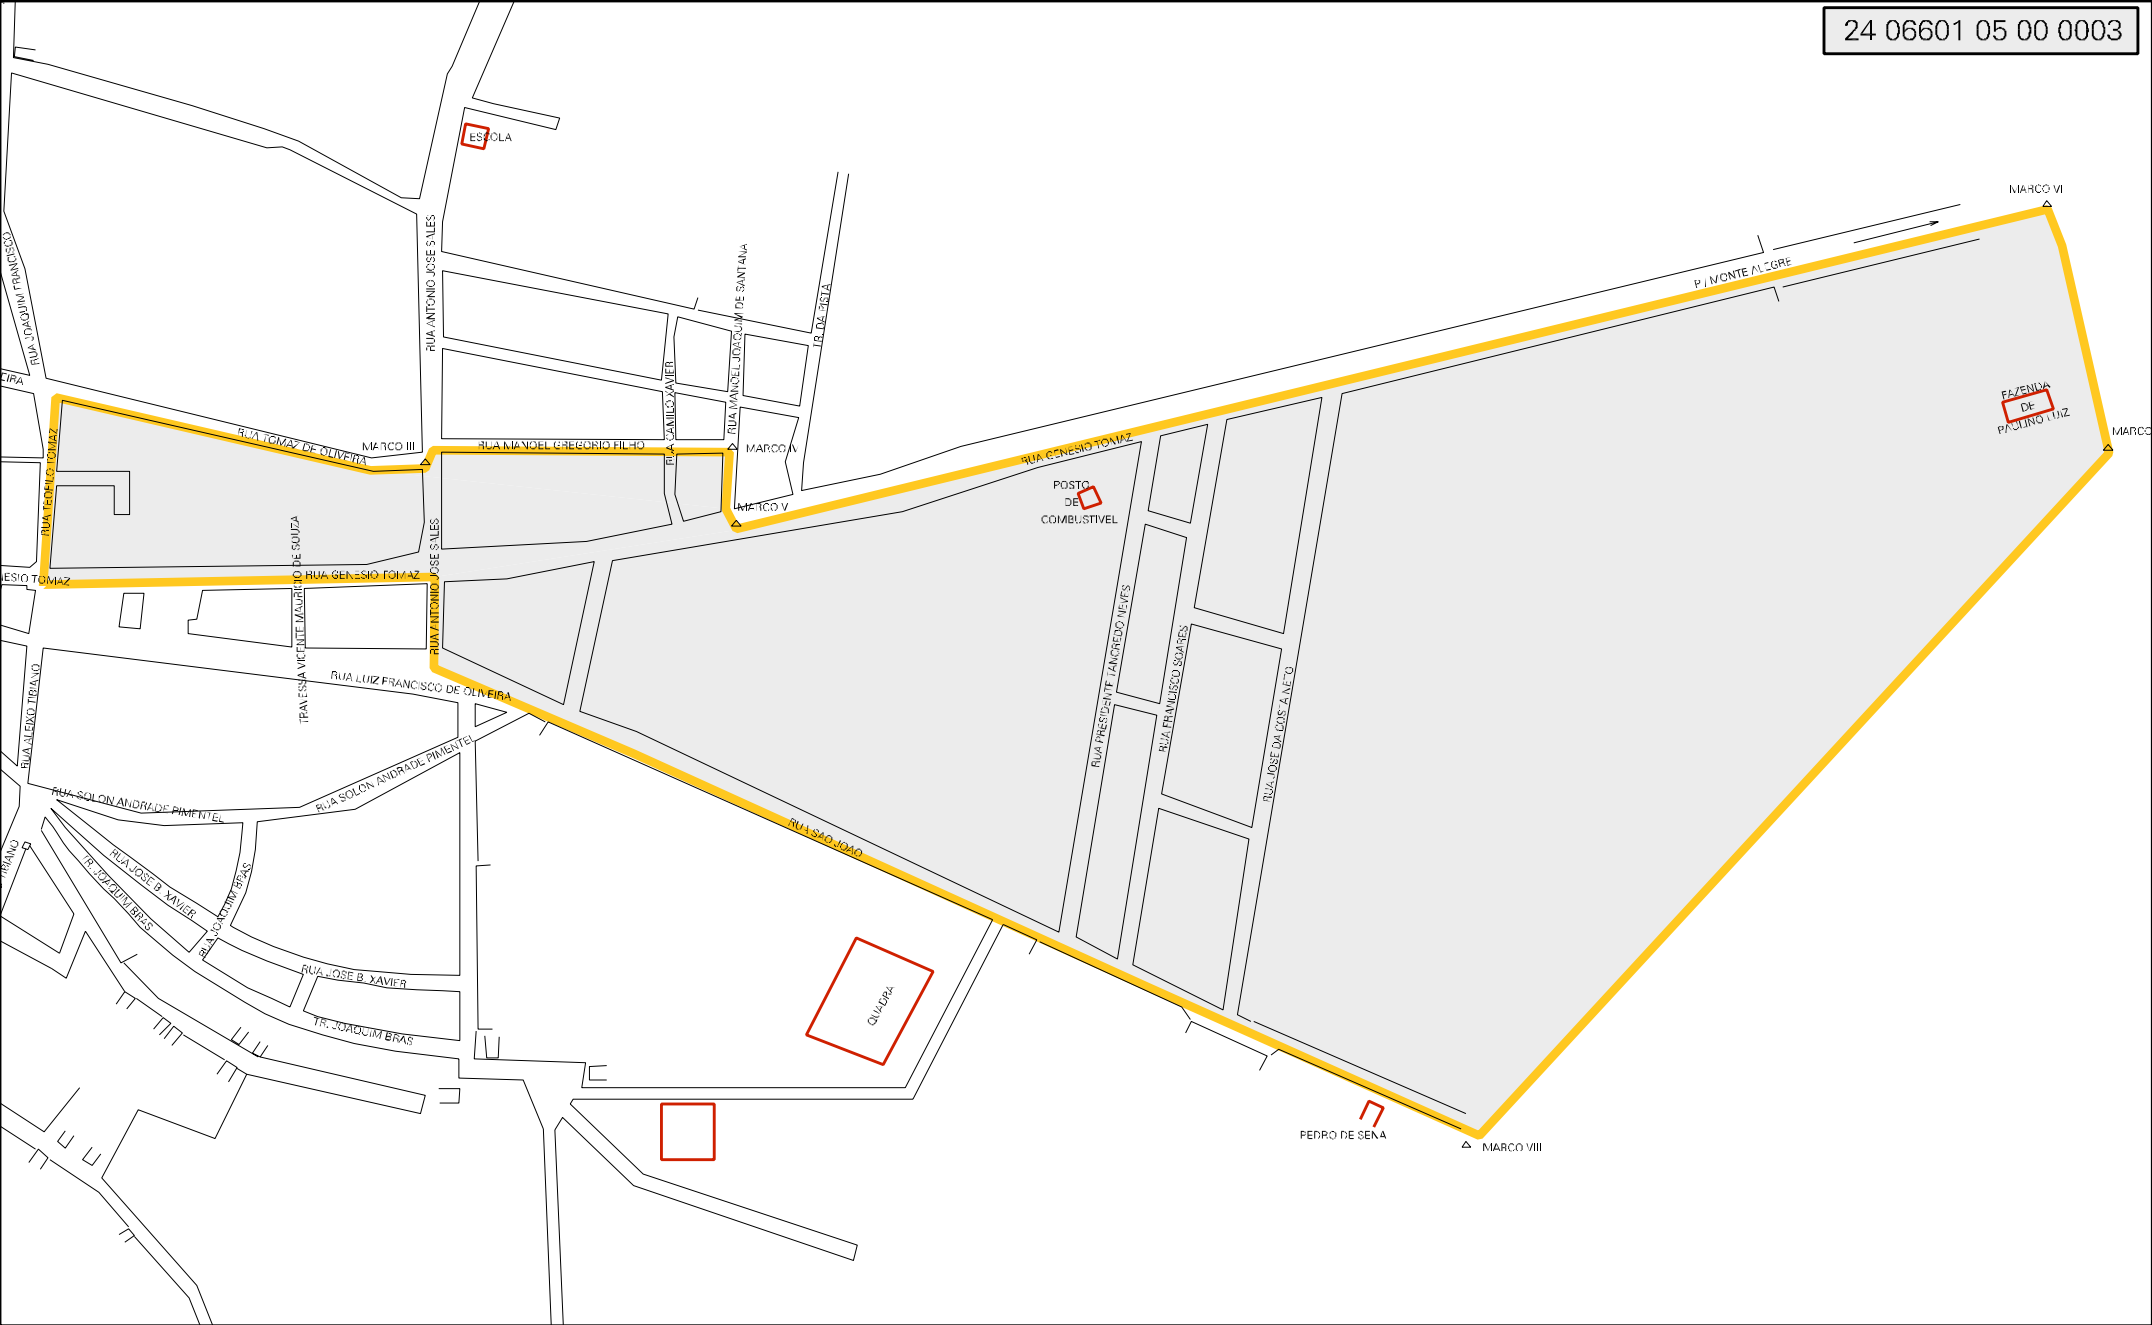 24 06601 05 00 0003
ESCOLA
MARCO VI
RUA JOAQUIM FRANCISCO
RUA ANTONIO JOSE SALES
RUA MANOEL JOAQUIM DE SANTANA
TR. DA PISTA
P / MONTE ALEGRE
EIRA
RUA CAMILO XAVIER
FAZENDA
DE
PAULINO LUIZ
MARCO
RUA TOMAZ DE OLIVEIRA
MARCO III
RUA MANOEL GREGORIO FILHO
MARCO IV
RUA GENESIO TOMAZ
RUA TEOFILO TOMAZ
POSTO
DE
COMBUSTIVEL
MARCO V
RUA ANTONIO JOSE SALES
TRAVESSA VICENTE MAURICIO DE SOUZA
NESIO TOMAZ
RUA GENESIO TOMAZ
RUA PRESIDENTE TANCREDO NEVES
RUA FRANCISCO SOARES
RUA JOSE DA COSTA NETO
RUA LUIZ FRANCISCO DE OLIVEIRA
RUA ALEIXO TIBIANO
RUA SOLON ANDRADE PIMENTEL
RUA SOLON ANDRADE PIMENTEL
RUA SAO JOAO
TIBIANO
RUA JOSE B. XAVIER
TR. JOAQUIM BRAS
RUA JOAQUIM BRAS
RUA JOSE B. XAVIER
TR. JOAQUIM BRAS
QUADRA
PEDRO DE SENA
MARCO VIII